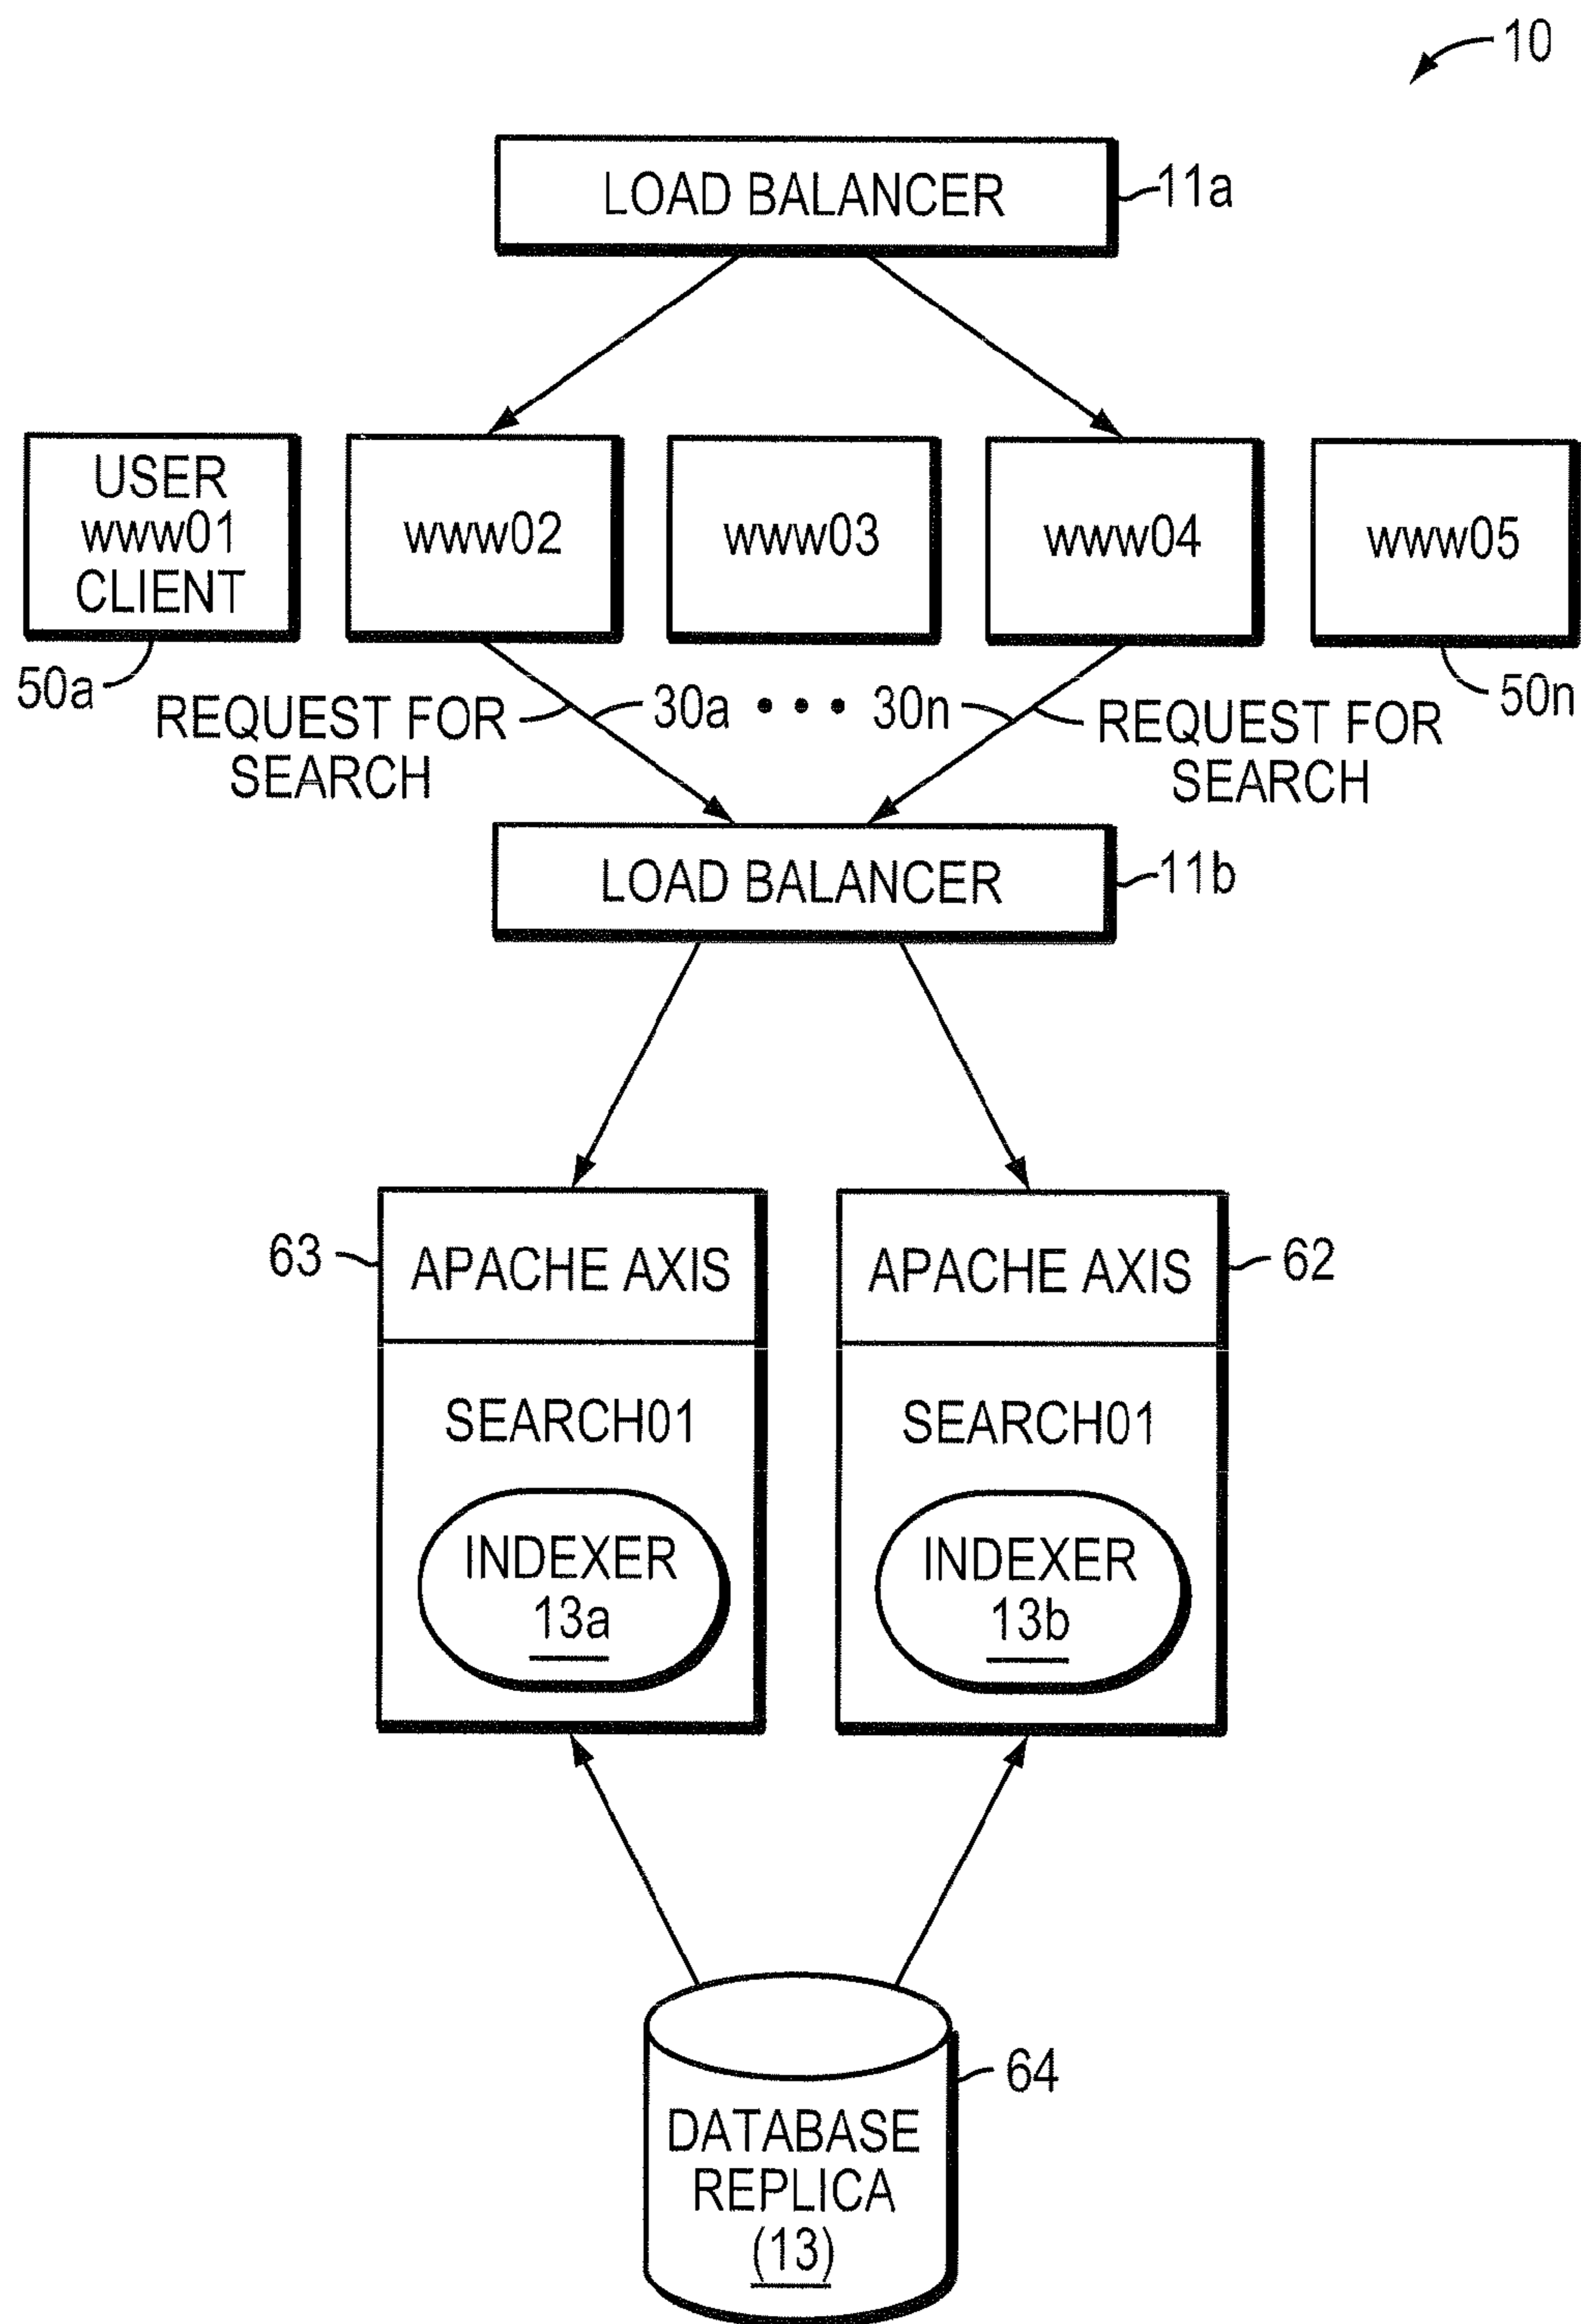 10
LOAD BALANCER
11a
USER
www01
CLIENT
www02
www03
www04
www05
50a
REQUEST FOR
SEARCH
30a • • • 30n
REQUEST FOR
SEARCH
50n
LOAD BALANCER
11b
63
APACHE AXIS
APACHE AXIS
62
SEARCH01
SEARCH01
INDEXER
13a
INDEXER
13b
64
DATABASE
REPLICA
(13)